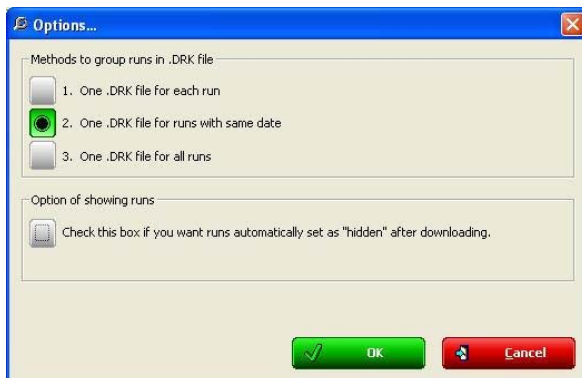 Options...
Methods to group runs in .DRK file
1. One .DRK file for each run
2. One .DRK file for runs with same date
3. One .DRK file for all runs
Option of showing runs
Check this box if you want runs automatically set as "hidden" after downloading.
OK Cancel